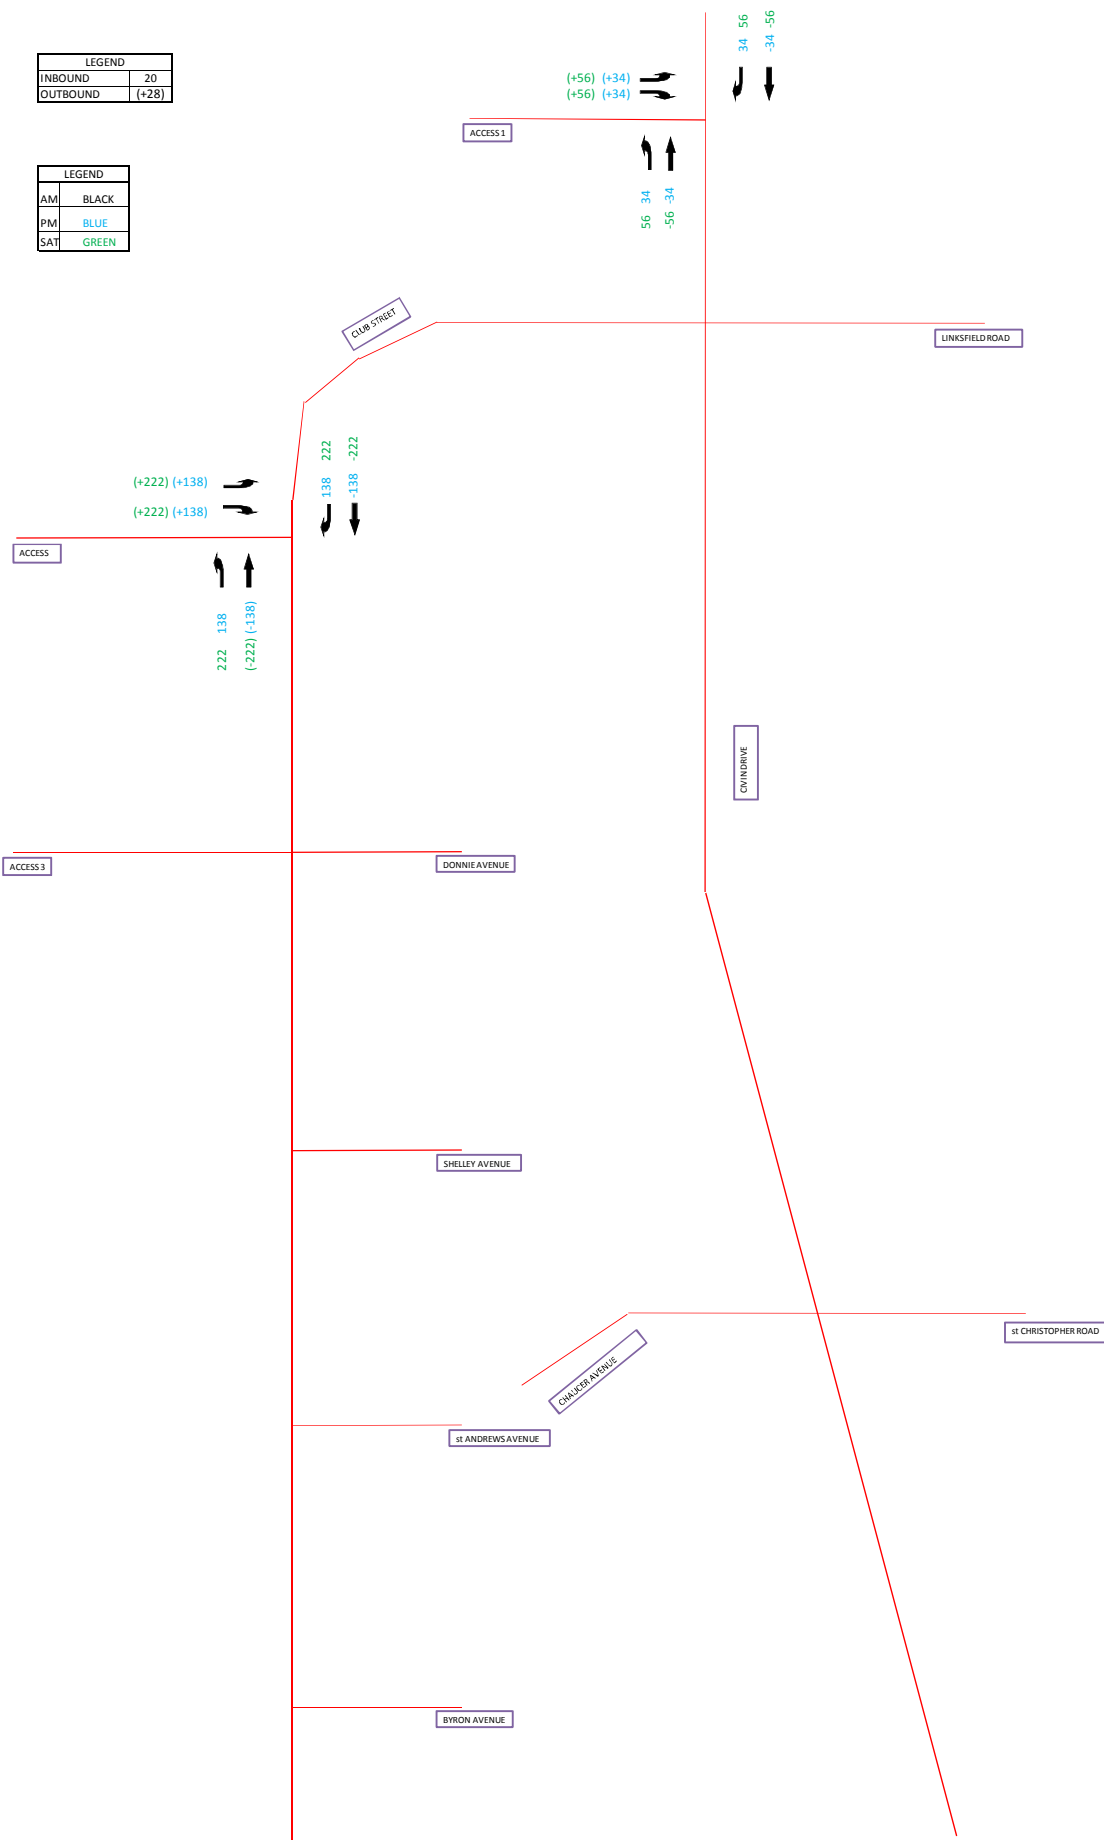 LEGEND
INBOUND 20
OUTBOUND (+28)
LEGEND
AM BLACK
PM BLUE
SAT GREEN
34 56
-34 -56
(+56) (+34)
(+56) (+34)
ACCESS 1
56 34
-56 -34
CLUB STREET
LINKSFIELD ROAD
138 222
-138 -222
(+222) (+138)
(+222) (+138)
ACCESS
222 138
(-222) (-138)
CIVIN DRIVE
ACCESS 3
DONNIE AVENUE
SHELLEY AVENUE
st CHRISTOPHER ROAD
CHAUCER AVENUE
st ANDREWS AVENUE
BYRON AVENUE